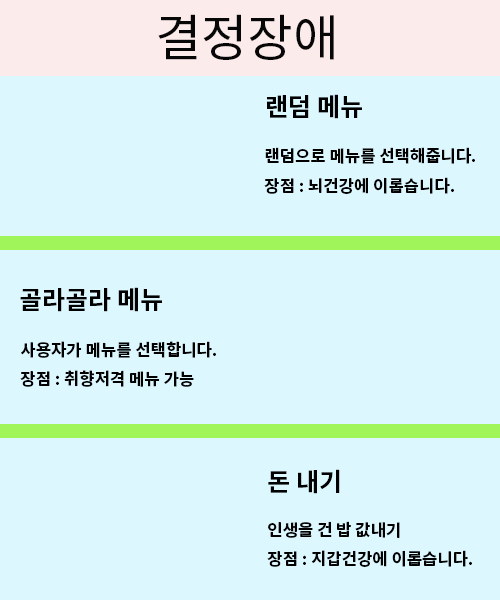 결정장애
랜덤 메뉴
랜덤으로 메뉴를 선택해줍니다.
장점 : 뇌건강에 이롭습니다.
골라골라 메뉴
사용자가 메뉴를 선택합니다.
장점 : 취향저격 메뉴 가능
돈 내기
인생을 건 밥 값내기
장점 : 지갑건강에 이롭습니다.